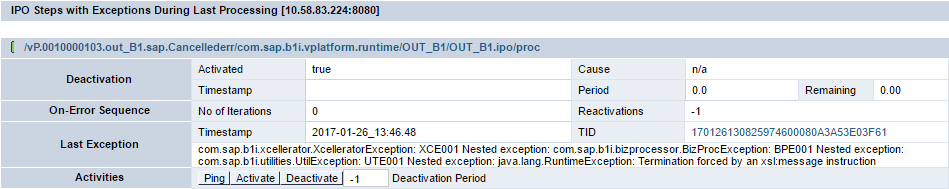 IPO Steps with Exceptions During Last Processing [10.58.83.224:8080]
/vP.0010000103.out_B1.sap.Cancellederr/com.sap.b1i.vplatform.runtime/OUT_B1/OUT_B1.ipo/proc
Deactivation Activated true Cause n/a
Timestamp Period 0.0 Remaining 0.00
On-Error Sequence No of Iterations 0 Reactivations -1
Last Exception Timestamp 2017-01-26_13:46.48 TID 170126130825974600080A3A53E03F61
com.sap.b1i.xcellerator.XcelleratorException: XCE001 Nested exception: com.sap.b1i.bizprocessor.BizProcException: BPE001 Nested exception:
com.sap.b1i.utilities.UtilException: UTE001 Nested exception: java.lang.RuntimeException: Termination forced by an xsl:message instruction
Activities Ping Activate Deactivate -1 Deactivation Period